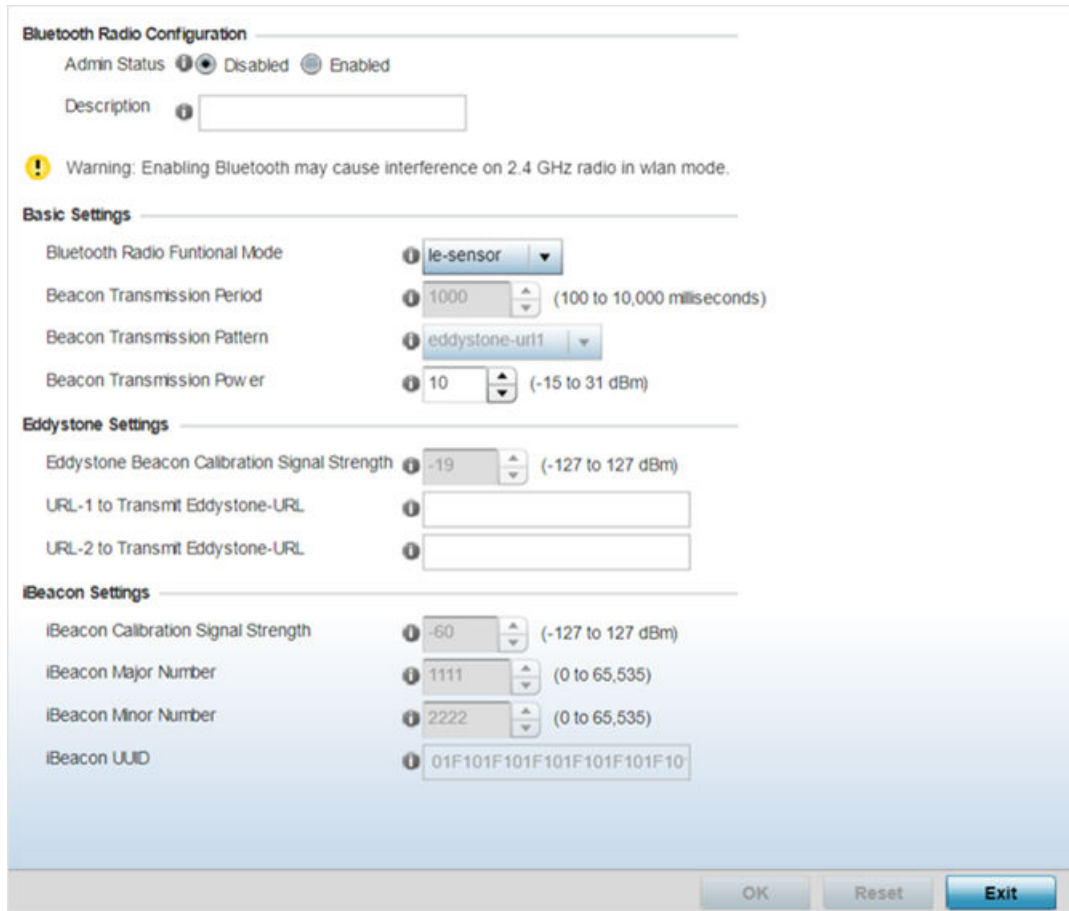 Bluetooth Radio Configuration
Admin Status Disabled Enabled
Description
Warning: Enabling Bluetooth may cause interference on 2.4 GHz radio in wlan mode.
Basic Settings
Bluetooth Radio Funtional Mode le-sensor
Beacon Transmission Period 1000 (100 to 10,000 milliseconds)
Beacon Transmission Pattern eddystone-url1
Beacon Transmission Power 10 (-15 to 31 dBm)
Eddystone Settings
Eddystone Beacon Calibration Signal Strength -19 (-127 to 127 dBm)
URL-1 to Transmit Eddystone-URL
URL-2 to Transmit Eddystone-URL
iBeacon Settings
iBeacon Calibration Signal Strength -60 (-127 to 127 dBm)
iBeacon Major Number 1111 (0 to 65,535)
iBeacon Minor Number 2222 (0 to 65,535)
iBeacon UUID 01F101F101F101F101F101F10
OK Reset Exit